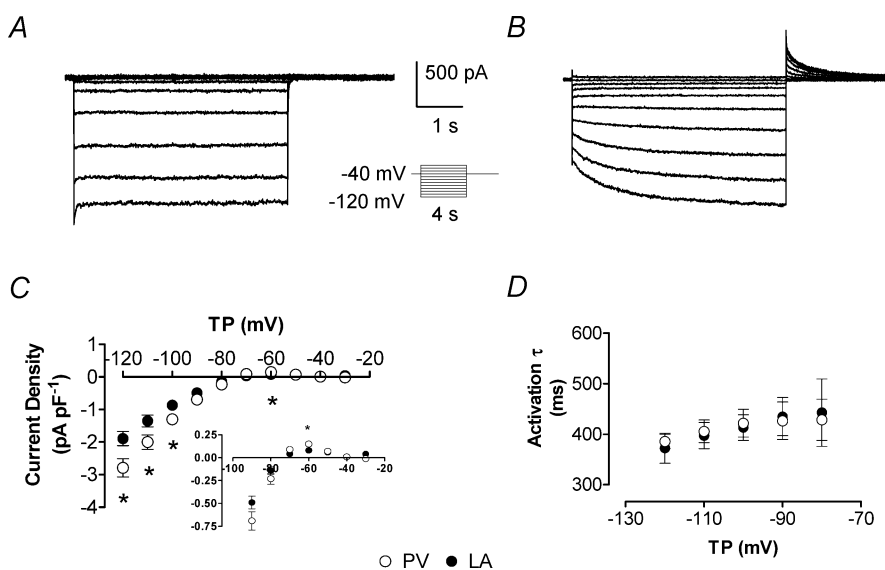 A
B
500 pA
1 s
-40 mV
-120 mV
4 s
C
D
TP (mV)
-120 -100 -80 -60 -40 -20
1
0
-1
-2
-3
-4
Current Density
(pA pF-1)
* * * *
*
0.25
0.00
-0.25
-0.50
-0.75
-100 -80 -60 -40 -20
600
500
400
300
Activation τ
(ms)
-130 -110 -90 -70
TP (mV)
PV LA